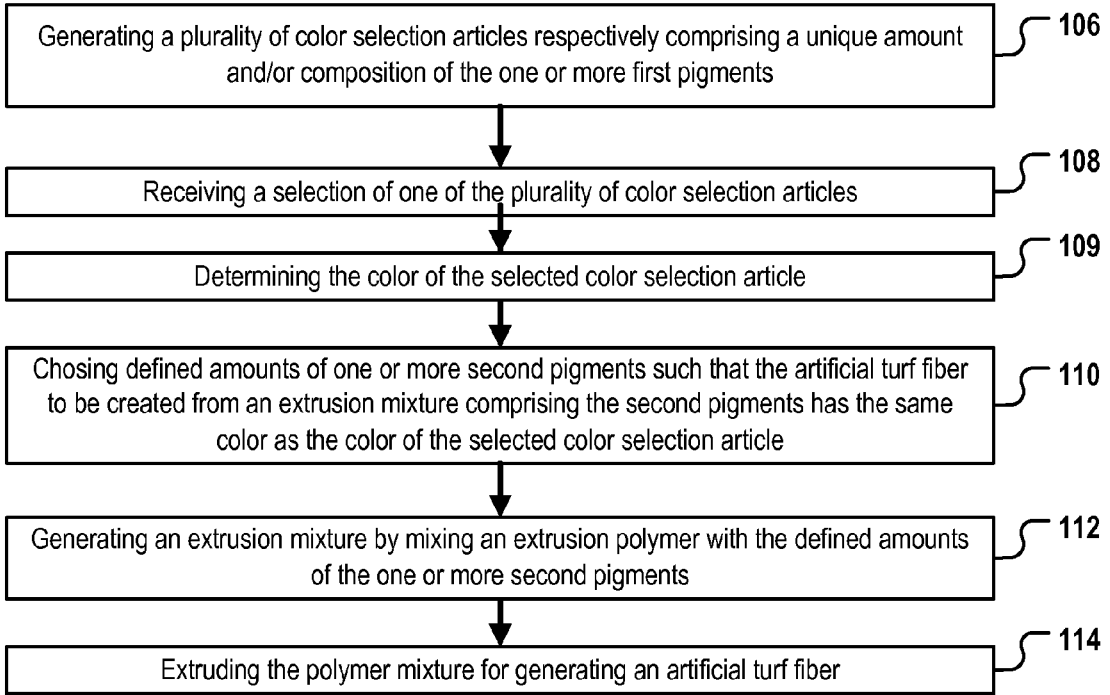 Generating a plurality of color selection articles respectively comprising a unique amount
and/or composition of the one or more first pigments
106
Receiving a selection of one of the plurality of color selection articles
108
Determining the color of the selected color selection article
109
Chosing defined amounts of one or more second pigments such that the artificial turf fiber
to be created from an extrusion mixture comprising the second pigments has the same
color as the color of the selected color selection article
110
Generating an extrusion mixture by mixing an extrusion polymer with the defined amounts
of the one or more second pigments
112
Extruding the polymer mixture for generating an artificial turf fiber
114